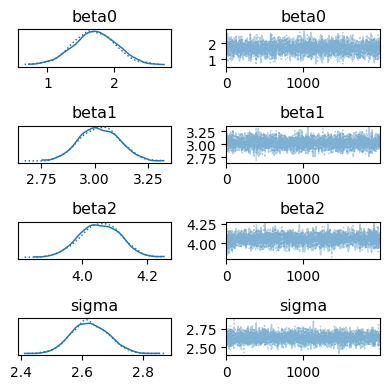 beta0 beta0
2
1
1 2 0 1000
beta1 beta1
3.25
3.00
2.75
2.75 3.00 3.25 0 1000
beta2 beta2
4.25
4.00
4.0 4.2 0 1000
sigma sigma
2.75
2.50
2.4 2.6 2.8 0 1000